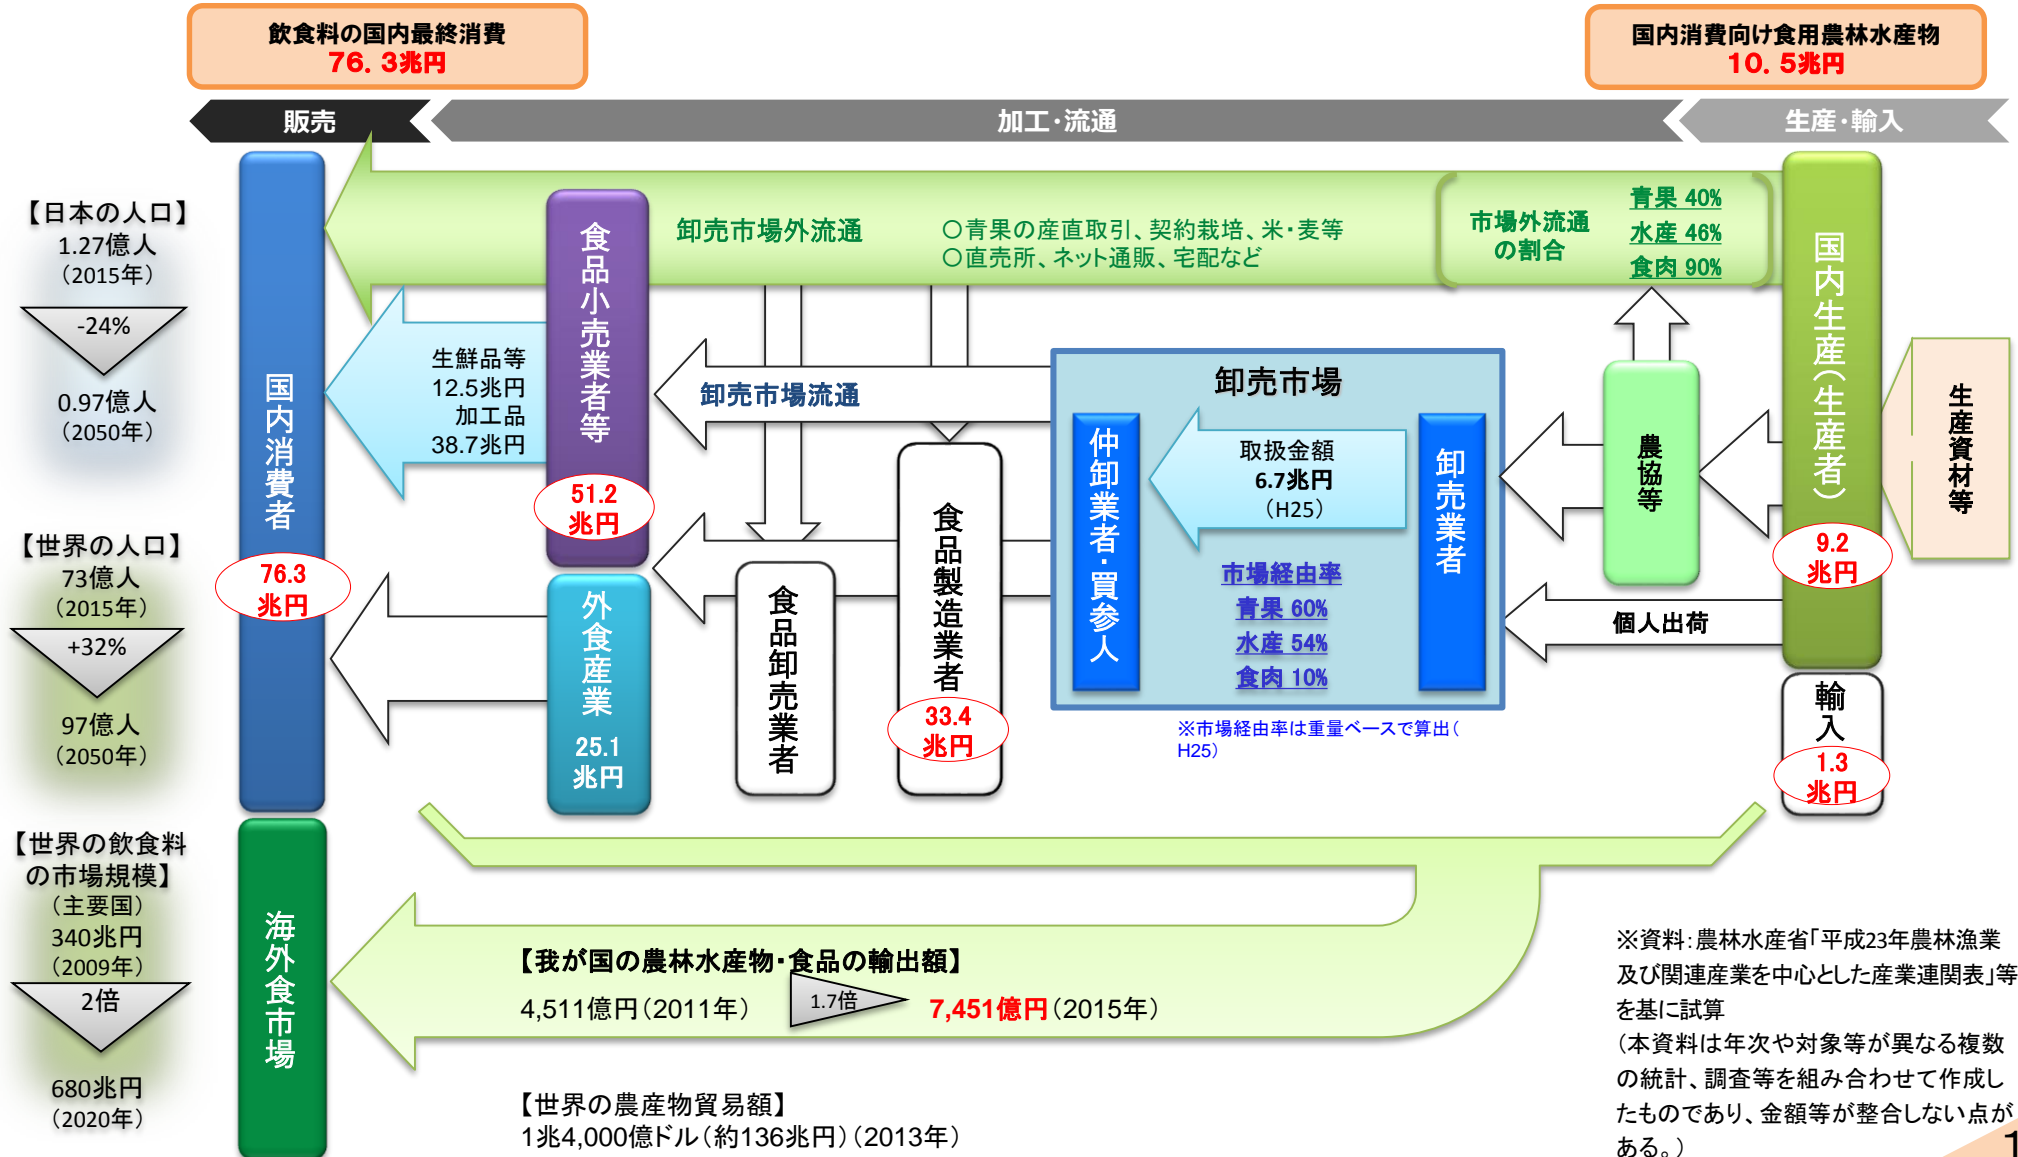 飲食料の国内最終消費
76. 3兆円
国内消費向け食用農林水産物
10. 5兆円
販売
加工・流通
生産・輸入
【日本の人口】
1.27億人
（2015年）
-24%
0.97億人
（2050年）
【世界の人口】
73億人
（2015年）
+32%
97億人
（2050年）
【世界の飲食料
の市場規模】
（主要国）
340兆円
（2009年）
2倍
680兆円
（2020年）
国内消費者
76.3
兆円
海外食市場
卸売市場外流通
○青果の産直取引、契約栽培、米・麦等
○直売所、ネット通販、宅配など
市場外流通
の割合
青果 40%
水産 46%
食肉 90%
生鮮品等
12.5兆円
加工品
38.7兆円
食品小売業者等
51.2
兆円
外食産業
25.1
兆円
卸売市場流通
食品卸売業者
食品製造業者
33.4
兆円
卸売市場
仲卸業者・買参人
取扱金額
6.7兆円
（H25）
市場経由率
青果 60%
水産 54%
食肉 10%
卸売業者
※市場経由率は重量ベースで算出（
H25）
農協等
個人出荷
国内生産（生産者）
9.2
兆円
輸入
1.3
兆円
生産資材等
【我が国の農林水産物・食品の輸出額】
4,511億円（2011年）
1.7倍
7,451億円（2015年）
【世界の農産物貿易額】
1兆4,000億ドル（約136兆円）（2013年）
※資料：農林水産省「平成23年農林漁業
及び関連産業を中心とした産業連関表」等
を基に試算
（本資料は年次や対象等が異なる複数
の統計、調査等を組み合わせて作成し
たものであり、金額等が整合しない点が
ある。）
1